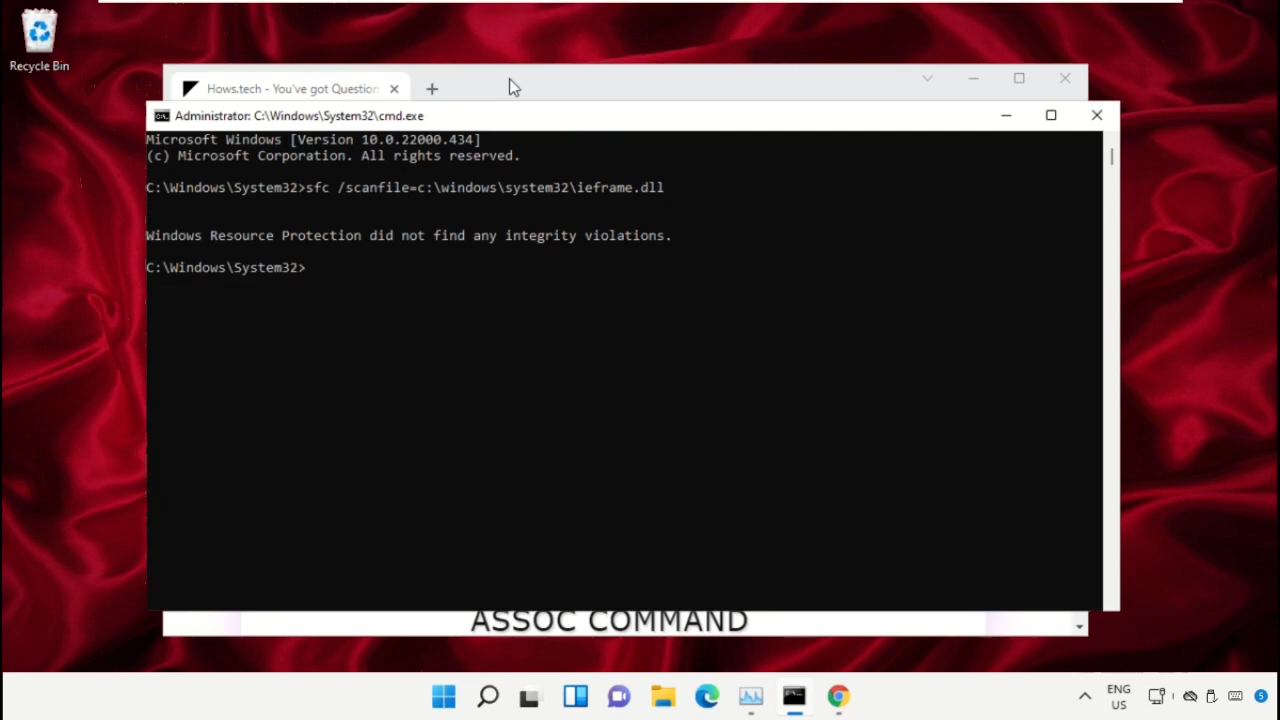 Recycle Bin
Hows.tech - You've got Question
Administrator: C:\Windows\System32\cmd.exe
Microsoft Windows [Version 10.0.22000.434]
(c) Microsoft Corporation. All rights reserved.
C:\Windows\System32>sfc /scanfile=c:\windows\system32\ieframe.dll
Windows Resource Protection did not find any integrity violations.
C:\Windows\System32>
ASSOC COMMAND
ENG
US
5